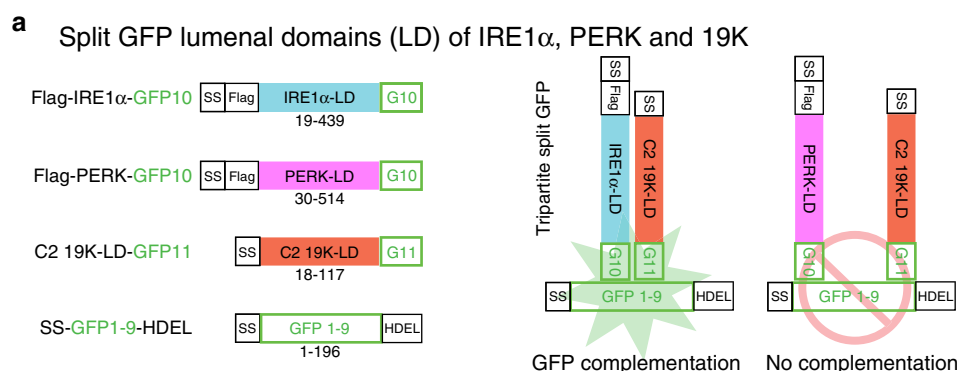 a
Split GFP lumenal domains (LD) of IRE1α, PERK and 19K
Flag-IRE1α-GFP10
SS Flag IRE1α-LD G10
19-439
Flag-PERK-GFP10
SS Flag PERK-LD G10
30-514
C2 19K-LD-GFP11
SS C2 19K-LD G11
18-117
SS-GFP1-9-HDEL
SS GFP 1-9 HDEL
1-196
Tripartite split GFP
SS Flag IRE1α-LD G10
SS C2 19K-LD G11
SS GFP 1-9 HDEL
GFP complementation
SS Flag PERK-LD G10
SS C2 19K-LD G11
SS GFP 1-9 HDEL
No complementation